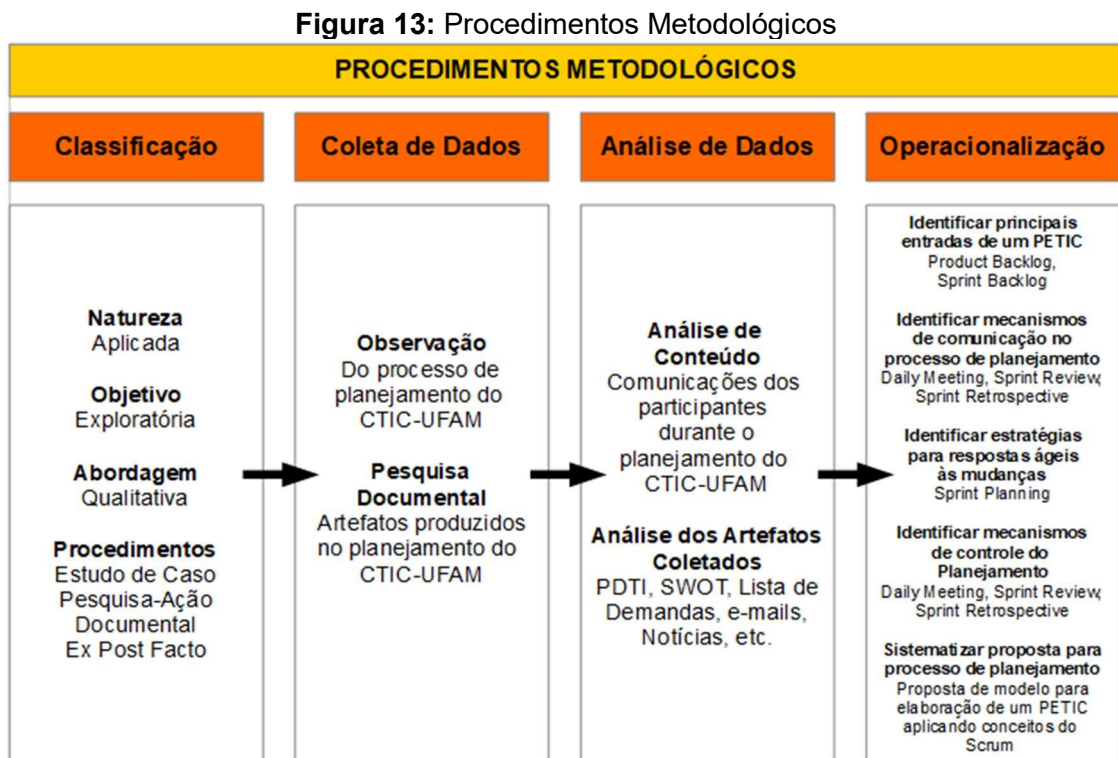 Figura 13: Procedimentos Metodológicos
PROCEDIMENTOS METODOLÓGICOS
Classificação
Coleta de Dados
Análise de Dados
Operacionalização
Natureza
Aplicada
Objetivo
Exploratória
Abordagem
Qualitativa
Procedimentos
Estudo de Caso
Pesquisa-Ação
Documental
Ex Post Facto
Observação
Do processo de
planejamento do
CTIC-UFAM
Pesquisa
Documental
Artefatos produzidos
no planejamento do
CTIC-UFAM
Análise de
Conteúdo
Comunicações dos
participantes
durante o
planejamento do
CTIC-UFAM
Análise dos Artefatos
Coletados
PDTI, SWOT, Lista de
Demandas, e-mails,
Notícias, etc.
Identificar principais
entradas de um PETIC
Product Backlog,
Sprint Backlog
Identificar mecanismos
de comunicação no
processo de planejamento
Daily Meeting, Sprint Review,
Sprint Retrospective
Identificar estratégias
para respostas ágeis
às mudanças
Sprint Planning
Identificar mecanismos
de controle do
Planejamento
Daily Meeting, Sprint Review,
Sprint Retrospective
Sistematizar proposta para
processo de planejamento
Proposta de modelo para
elaboração de um PETIC
aplicando conceitos do
Scrum